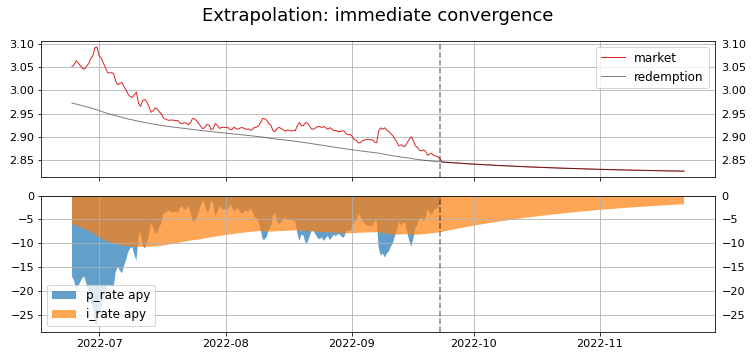 Extrapolation: immediate convergence
3.10 3.10
3.05 3.05
3.00 3.00
2.95 2.95
2.90 2.90
2.85 2.85
market
redemption
0 0
−5 −5
−10 −10
−15 −15
−20 −20
−25 −25
p_rate apy
i_rate apy
2022-07 2022-08 2022-09 2022-10 2022-11